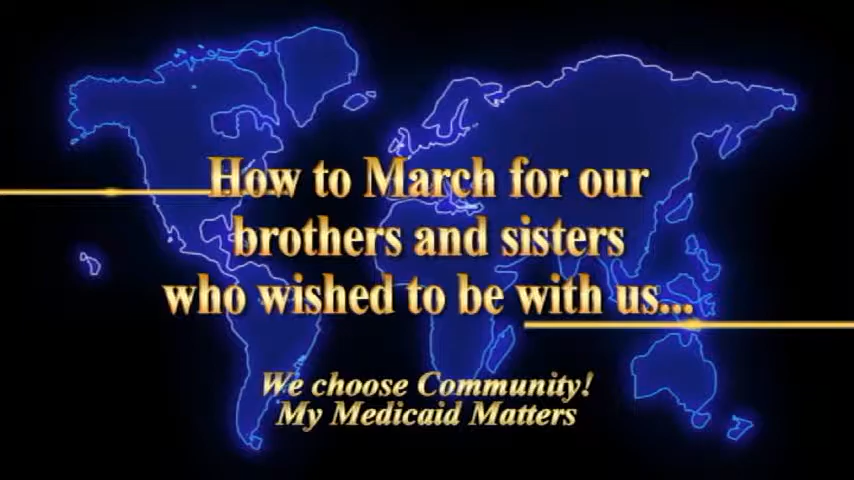 How to March for our
brothers and sisters
who wished to be with us...
We choose Community!
My Medicaid Matters